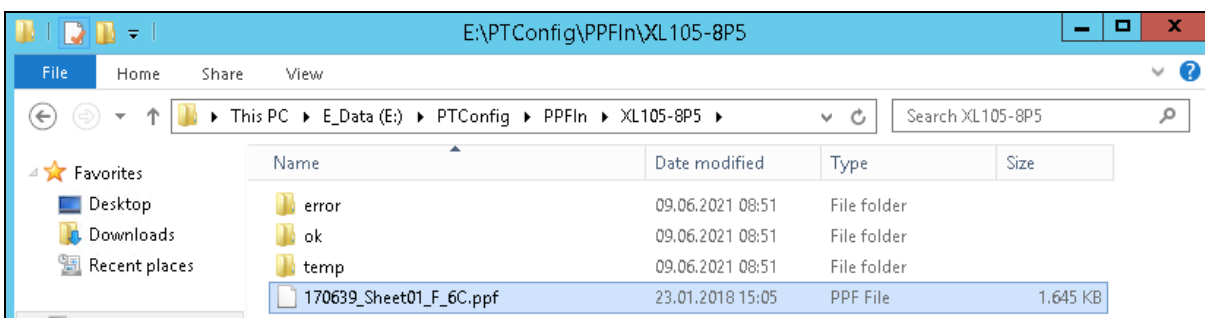 E:\PTConfig\PPFIn\XL105-8P5
File Home Share View
This PC E_Data (E:) PTConfig PPFIn XL105-8P5 Search XL105-8P5
Favorites
Desktop
Downloads
Recent places
Name Date modified Type Size
error 09.06.2021 08:51 File folder
ok 09.06.2021 08:51 File folder
temp 09.06.2021 08:51 File folder
170639_Sheet01_F_6C.ppf 23.01.2018 15:05 PPF File 1.645 KB